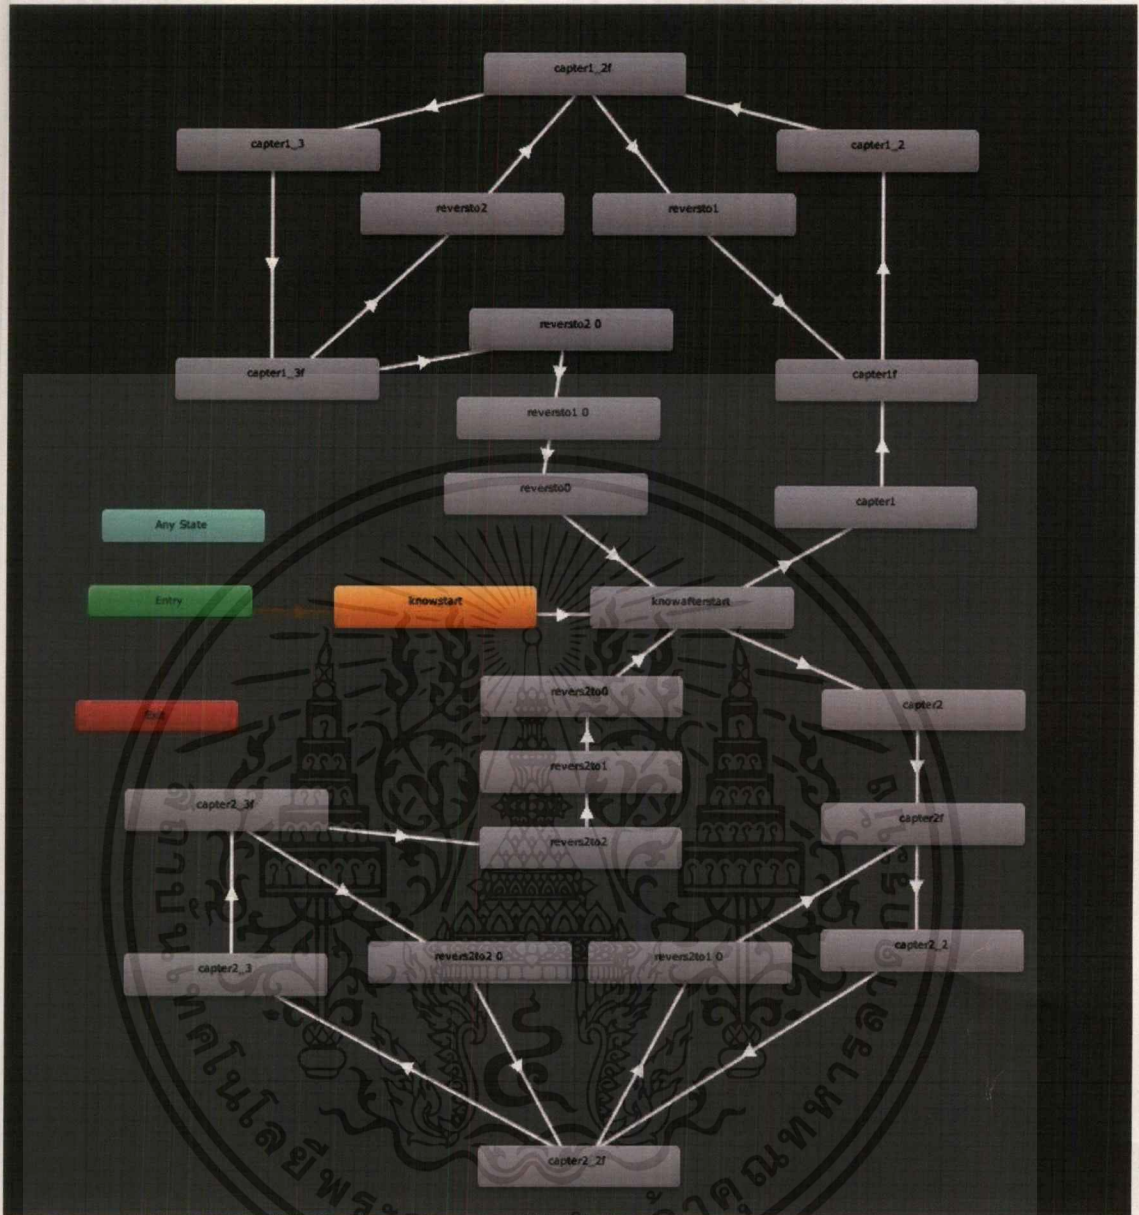 capter1_2f
capter1_3
capter1_2
reversto2
reversto1
reversto2 0
capter1_3f
capter1f
reversto1 0
reversto0
capter1
Any State
Entry
knowstart
knowafterstart
revers2to0
capter2
Exit
revers2to1
capter2_3f
capter2f
revers2to2
capter2_2
revers2to2 0
revers2to1 0
capter2_3
capter2_2f